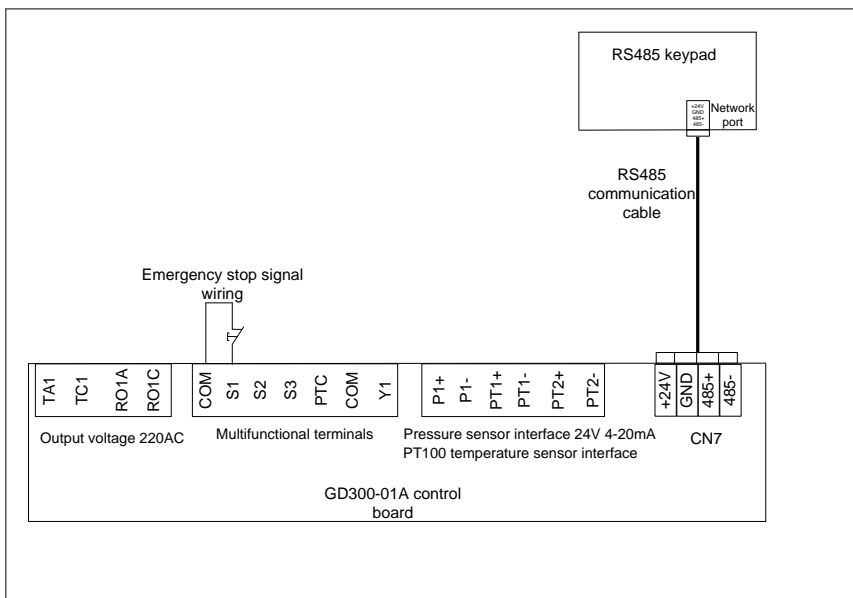 RS485 keypad
+24V
GND
485+
485-
Network
port
RS485
communication
cable
Emergency stop signal
wiring
TA1
TC1
RO1A
RO1C
COM
S1
S2
S3
PTC
COM
Y1
P1+
P1-
PT1+
PT1-
PT2+
PT2-
+24V
GND
485+
485-
Output voltage 220AC
Multifunctional terminals
Pressure sensor interface 24V 4-20mA
PT100 temperature sensor interface
CN7
GD300-01A control
board